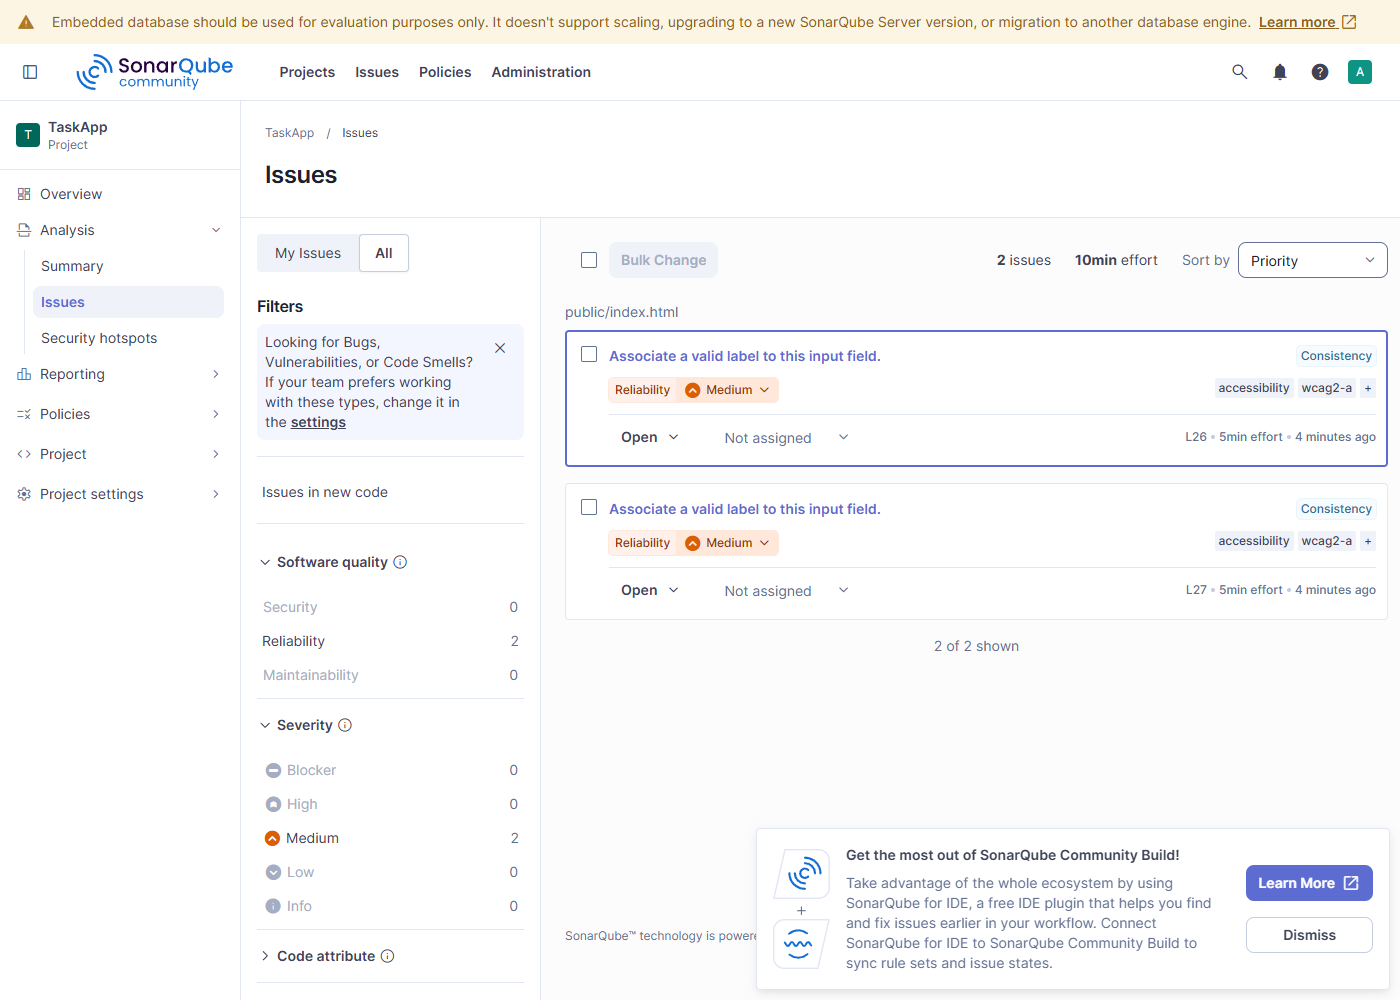 Embedded database should be used for evaluation purposes only. It doesn't support scaling, upgrading to a new SonarQube Server version, or migration to another database engine. Learn more
SonarQube community
Projects
Issues
Policies
Administration
?
A
T
TaskApp
Project
Overview
Analysis
Summary
Issues
Security hotspots
Reporting
Policies
Project
Project settings
TaskApp / Issues
Issues
My Issues
All
Filters
Looking for Bugs,
Vulnerabilities, or Code Smells?
If your team prefers working
with these types, change it in
the settings
Issues in new code
Software quality
Security 0
Reliability 2
Maintainability 0
Severity
Blocker 0
High 0
Medium 2
Low 0
Info 0
Code attribute
Bulk Change
2 issues
10min effort
Sort by
Priority
public/index.html
Associate a valid label to this input field.
Consistency
Reliability Medium
accessibility wcag2-a +
Open
Not assigned
L26 • 5min effort • 4 minutes ago
Associate a valid label to this input field.
Consistency
Reliability Medium
accessibility wcag2-a +
Open
Not assigned
L27 • 5min effort • 4 minutes ago
2 of 2 shown
SonarQube™ technology is powere
Get the most out of SonarQube Community Build!
Take advantage of the whole ecosystem by using
SonarQube for IDE, a free IDE plugin that helps you find
and fix issues earlier in your workflow. Connect
SonarQube for IDE to SonarQube Community Build to
sync rule sets and issue states.
Learn More
Dismiss